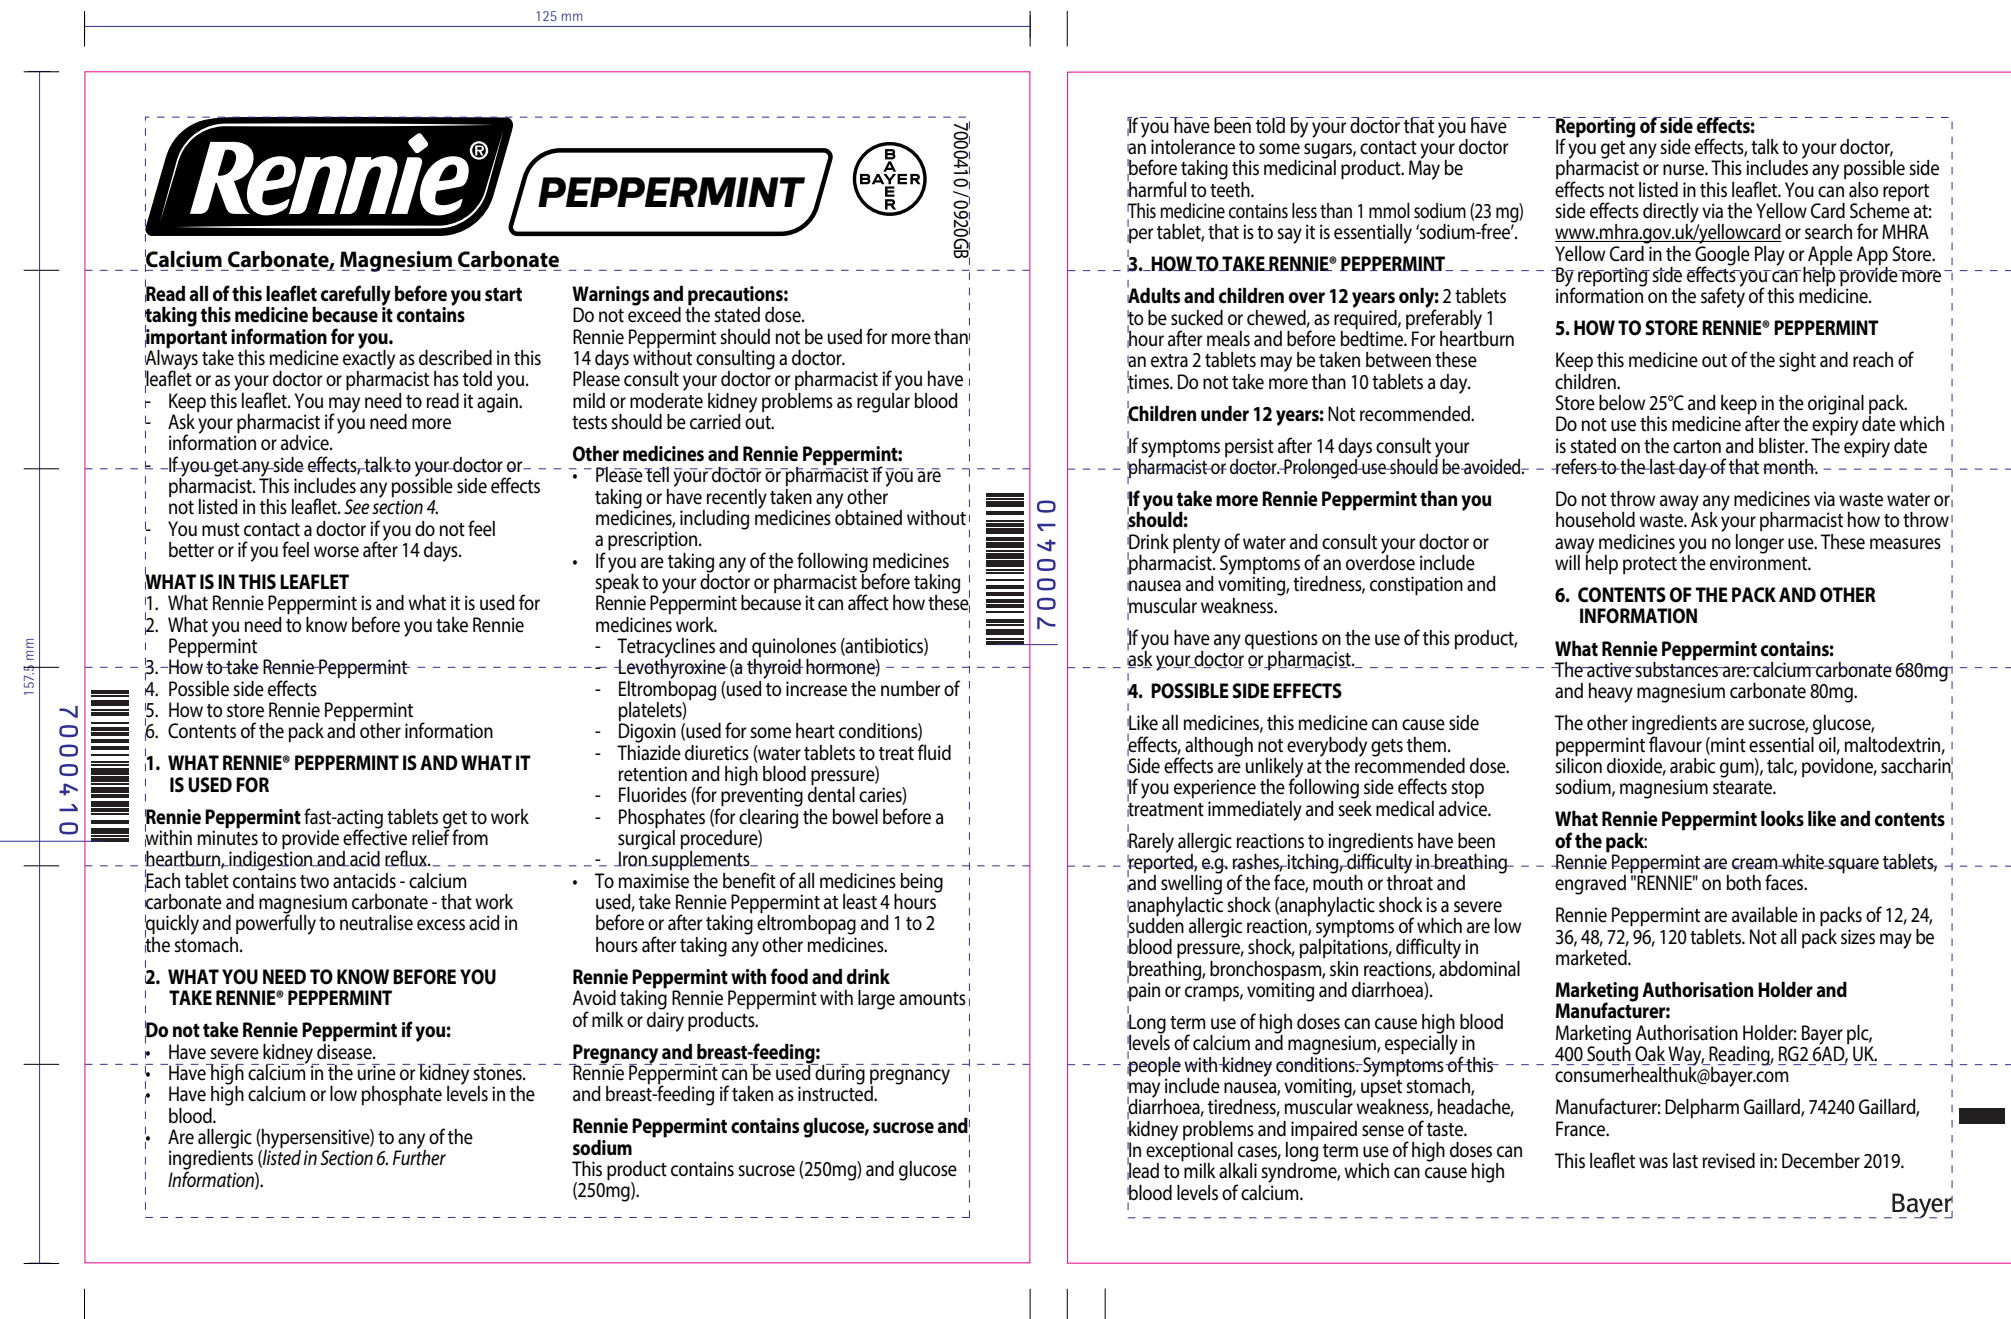 125 mm
157.5 mm
Rennie®
PEPPERMINT
BAYER
BAYER
7000410 / 0920GB
Calcium Carbonate, Magnesium Carbonate
Read all of this leaflet carefully before you start
taking this medicine because it contains
important information for you.
Always take this medicine exactly as described in this
leaflet or as your doctor or pharmacist has told you.
- Keep this leaflet. You may need to read it again.
- Ask your pharmacist if you need more
information or advice.
- If you get any side effects, talk to your doctor or
pharmacist. This includes any possible side effects
not listed in this leaflet. See section 4.
- You must contact a doctor if you do not feel
better or if you feel worse after 14 days.
WHAT IS IN THIS LEAFLET
1. What Rennie Peppermint is and what it is used for
2. What you need to know before you take Rennie
Peppermint
3. How to take Rennie Peppermint
4. Possible side effects
5. How to store Rennie Peppermint
6. Contents of the pack and other information
7000410
1. WHAT RENNIE® PEPPERMINT IS AND WHAT IT
IS USED FOR
Rennie Peppermint fast-acting tablets get to work
within minutes to provide effective relief from
heartburn, indigestion and acid reflux.
Each tablet contains two antacids - calcium
carbonate and magnesium carbonate - that work
quickly and powerfully to neutralise excess acid in
the stomach.
2. WHAT YOU NEED TO KNOW BEFORE YOU
TAKE RENNIE® PEPPERMINT
Do not take Rennie Peppermint if you:
• Have severe kidney disease.
• Have high calcium in the urine or kidney stones.
• Have high calcium or low phosphate levels in the
blood.
• Are allergic (hypersensitive) to any of the
ingredients (listed in Section 6. Further
Information).
Warnings and precautions:
Do not exceed the stated dose.
Rennie Peppermint should not be used for more than
14 days without consulting a doctor.
Please consult your doctor or pharmacist if you have
mild or moderate kidney problems as regular blood
tests should be carried out.
Other medicines and Rennie Peppermint:
• Please tell your doctor or pharmacist if you are
taking or have recently taken any other
medicines, including medicines obtained without
a prescription.
• If you are taking any of the following medicines
speak to your doctor or pharmacist before taking
Rennie Peppermint because it can affect how these
medicines work.
- Tetracyclines and quinolones (antibiotics)
- Levothyroxine (a thyroid hormone)
- Eltrombopag (used to increase the number of
platelets)
- Digoxin (used for some heart conditions)
- Thiazide diuretics (water tablets to treat fluid
retention and high blood pressure)
- Fluorides (for preventing dental caries)
- Phosphates (for clearing the bowel before a
surgical procedure)
- Iron supplements
• To maximise the benefit of all medicines being
used, take Rennie Peppermint at least 4 hours
before or after taking eltrombopag and 1 to 2
hours after taking any other medicines.
Rennie Peppermint with food and drink
Avoid taking Rennie Peppermint with large amounts
of milk or dairy products.
Pregnancy and breast-feeding:
Rennie Peppermint can be used during pregnancy
and breast-feeding if taken as instructed.
Rennie Peppermint contains glucose, sucrose and
sodium
This product contains sucrose (250mg) and glucose
(250mg).
7000410
If you have been told by your doctor that you have
an intolerance to some sugars, contact your doctor
before taking this medicinal product. May be
harmful to teeth.
This medicine contains less than 1 mmol sodium (23 mg)
per tablet, that is to say it is essentially ‘sodium-free’.
3. HOW TO TAKE RENNIE® PEPPERMINT
Adults and children over 12 years only: 2 tablets
to be sucked or chewed, as required, preferably 1
hour after meals and before bedtime. For heartburn
an extra 2 tablets may be taken between these
times. Do not take more than 10 tablets a day.
Children under 12 years: Not recommended.
If symptoms persist after 14 days consult your
pharmacist or doctor. Prolonged use should be avoided.
If you take more Rennie Peppermint than you
should:
Drink plenty of water and consult your doctor or
pharmacist. Symptoms of an overdose include
nausea and vomiting, tiredness, constipation and
muscular weakness.
If you have any questions on the use of this product,
ask your doctor or pharmacist.
4. POSSIBLE SIDE EFFECTS
Like all medicines, this medicine can cause side
effects, although not everybody gets them.
Side effects are unlikely at the recommended dose.
If you experience the following side effects stop
treatment immediately and seek medical advice.
Rarely allergic reactions to ingredients have been
reported, e.g. rashes, itching, difficulty in breathing
and swelling of the face, mouth or throat and
anaphylactic shock (anaphylactic shock is a severe
sudden allergic reaction, symptoms of which are low
blood pressure, shock, palpitations, difficulty in
breathing, bronchospasm, skin reactions, abdominal
pain or cramps, vomiting and diarrhoea).
Long term use of high doses can cause high blood
levels of calcium and magnesium, especially in
people with kidney conditions. Symptoms of this
may include nausea, vomiting, upset stomach,
diarrhoea, tiredness, muscular weakness, headache,
kidney problems and impaired sense of taste.
In exceptional cases, long term use of high doses can
lead to milk alkali syndrome, which can cause high
blood levels of calcium.
Reporting of side effects:
If you get any side effects, talk to your doctor,
pharmacist or nurse. This includes any possible side
effects not listed in this leaflet. You can also report
side effects directly via the Yellow Card Scheme at:
www.mhra.gov.uk/yellowcard or search for MHRA
Yellow Card in the Google Play or Apple App Store.
By reporting side effects you can help provide more
information on the safety of this medicine.
5. HOW TO STORE RENNIE® PEPPERMINT
Keep this medicine out of the sight and reach of
children.
Store below 25°C and keep in the original pack.
Do not use this medicine after the expiry date which
is stated on the carton and blister. The expiry date
refers to the last day of that month.
Do not throw away any medicines via waste water or
household waste. Ask your pharmacist how to throw
away medicines you no longer use. These measures
will help protect the environment.
6. CONTENTS OF THE PACK AND OTHER
INFORMATION
What Rennie Peppermint contains:
The active substances are: calcium carbonate 680mg
and heavy magnesium carbonate 80mg.
The other ingredients are sucrose, glucose,
peppermint flavour (mint essential oil, maltodextrin,
silicon dioxide, arabic gum), talc, povidone, saccharin
sodium, magnesium stearate.
What Rennie Peppermint looks like and contents
of the pack:
Rennie Peppermint are cream white square tablets,
engraved "RENNIE" on both faces.
Rennie Peppermint are available in packs of 12, 24,
36, 48, 72, 96, 120 tablets. Not all pack sizes may be
marketed.
Marketing Authorisation Holder and
Manufacturer:
Marketing Authorisation Holder: Bayer plc,
400 South Oak Way, Reading, RG2 6AD, UK.
consumerhealthuk@bayer.com
Manufacturer: Delpharm Gaillard, 74240 Gaillard,
France.
This leaflet was last revised in: December 2019.
Bayer